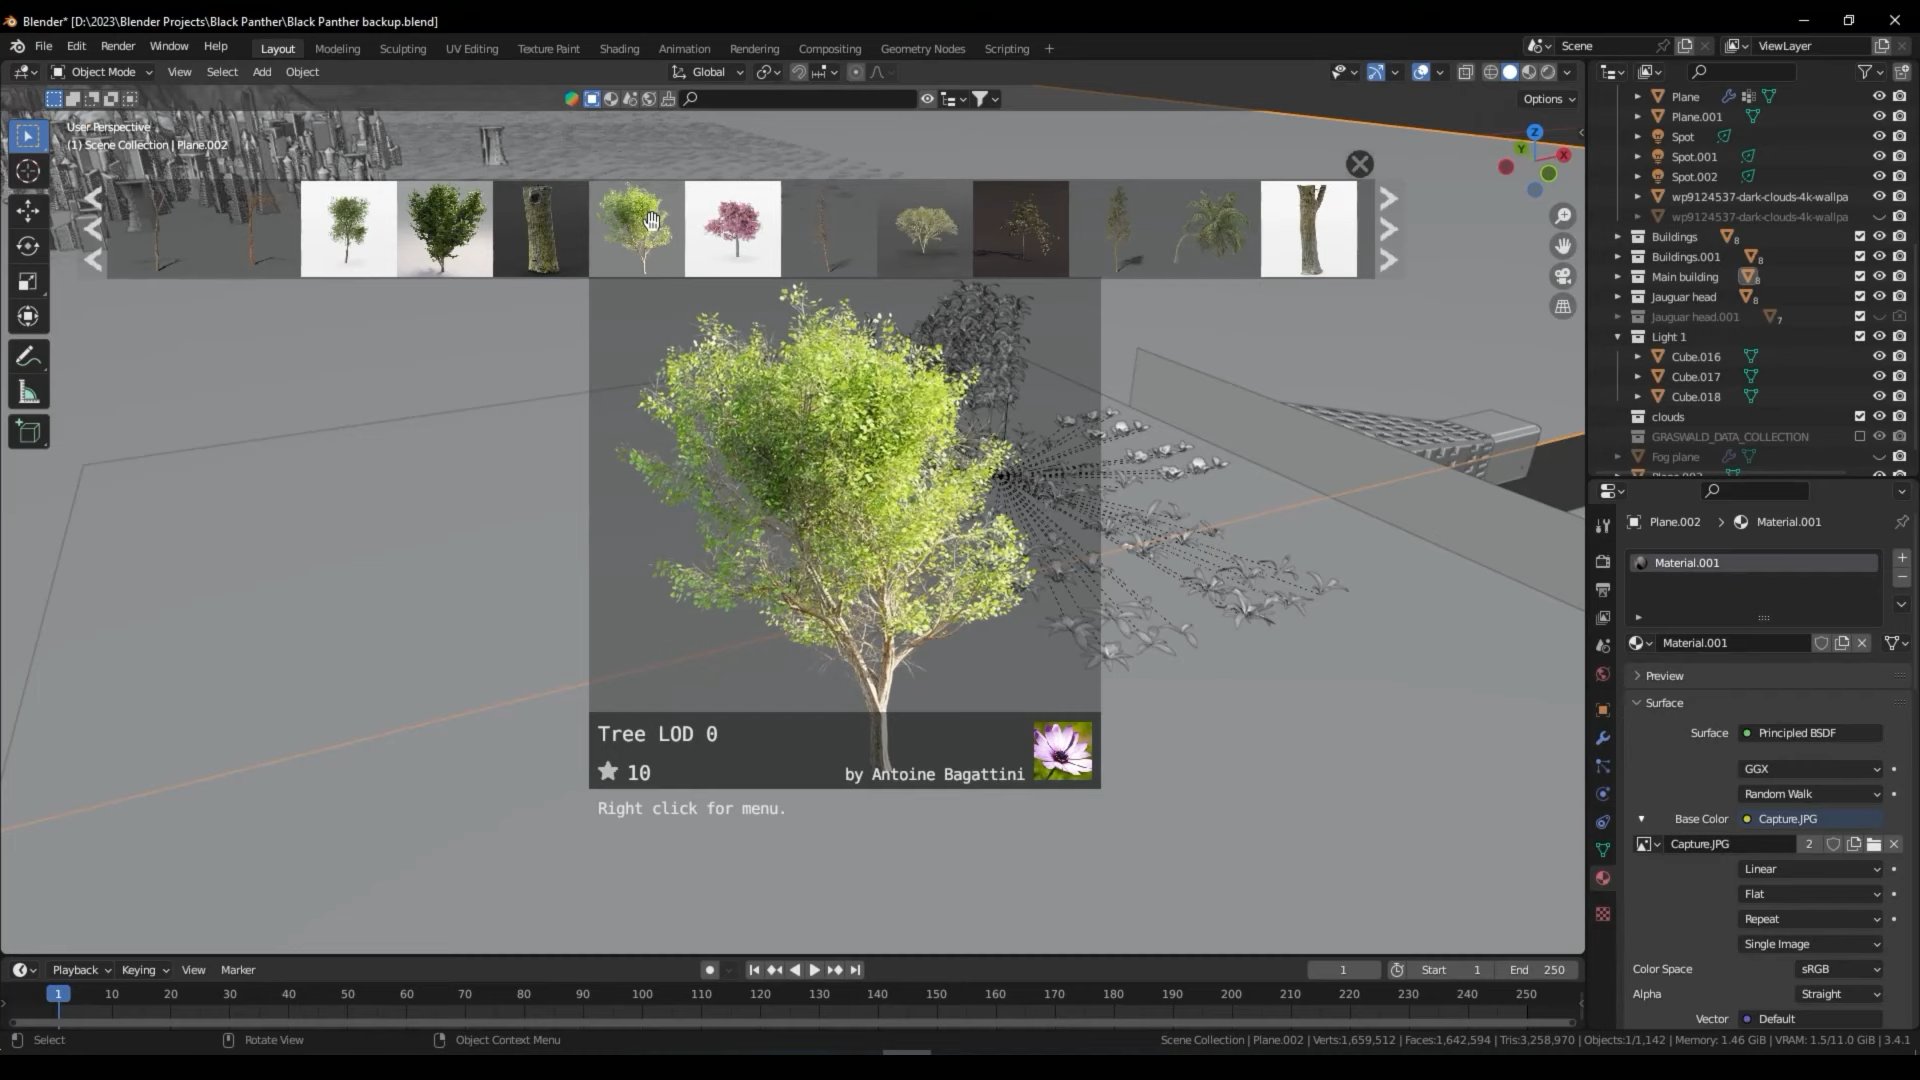 Blender* [D:\2023\Blender Projects\Black Panther\Black Panther backup.blend]
File Edit Render Window Help Layout Modeling Sculpting UV Editing Texture Paint Shading Animation Rendering Compositing Geometry Nodes Scripting + Scene ViewLayer
Object Mode View Select Add Object Global
Options
User Perspective
(1) Scene Collection | Plane.002
Z
Y
X
Plane
Plane.001
Spot
Spot.001
Spot.002
wp9124537-dark-clouds-4k-wallpa
wp9124537-dark-clouds-4k-wallpa
Buildings 8
Buildings.001 8
Main building 8
Jauguar head 8
Jauguar head.001 7
Light 1
Cube.016
Cube.017
Cube.018
clouds
GRASWALD_DATA_COLLECTION
Fog plane
Plane.002 > Material.001
Material.001
Material.001
Preview
Surface
Surface Principled BSDF
GGX
Random Walk
Base Color Capture.JPG
Capture.JPG 2
Linear
Flat
Repeat
Single Image
Color Space sRGB
Alpha Straight
Vector Default
Tree LOD 0
10
by Antoine Bagattini
Right click for menu.
Playback Keying View Marker 1 Start 1 End 250
1 10 20 30 40 50 60 70 80 90 100 110 120 130 140 150 160 170 180 190 200 210 220 230 240 250
Select Rotate View Object Context Menu Scene Collection | Plane.002 | Verts:1,659,512 | Faces:1,642,594 | Tris:3,258,970 | Objects:1/1,142 | Memory: 1.46 GiB | VRAM: 1.5/11.0 GiB | 3.4.1